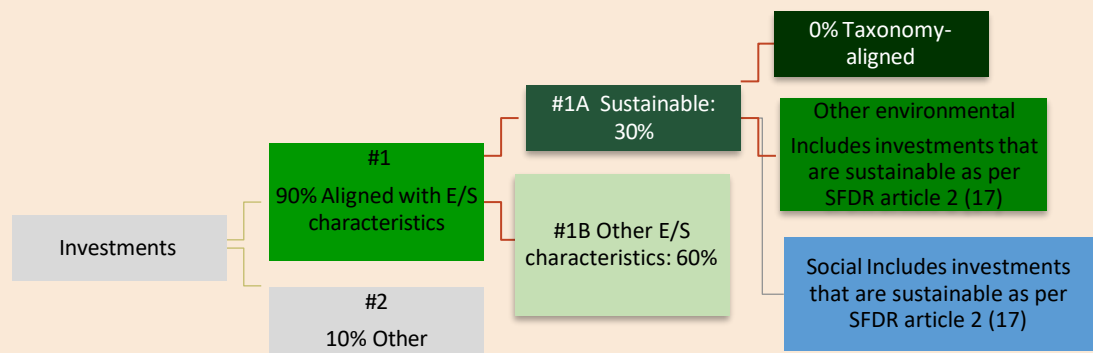 Investments
#1
90% Aligned with E/S
characteristics
#2
10% Other
#1A Sustainable:
30%
#1B Other E/S
characteristics: 60%
0% Taxonomy-
aligned
Other environmental
Includes investments that
are sustainable as per
SFDR article 2 (17)
Social Includes investments
that are sustainable as per
SFDR article 2 (17)